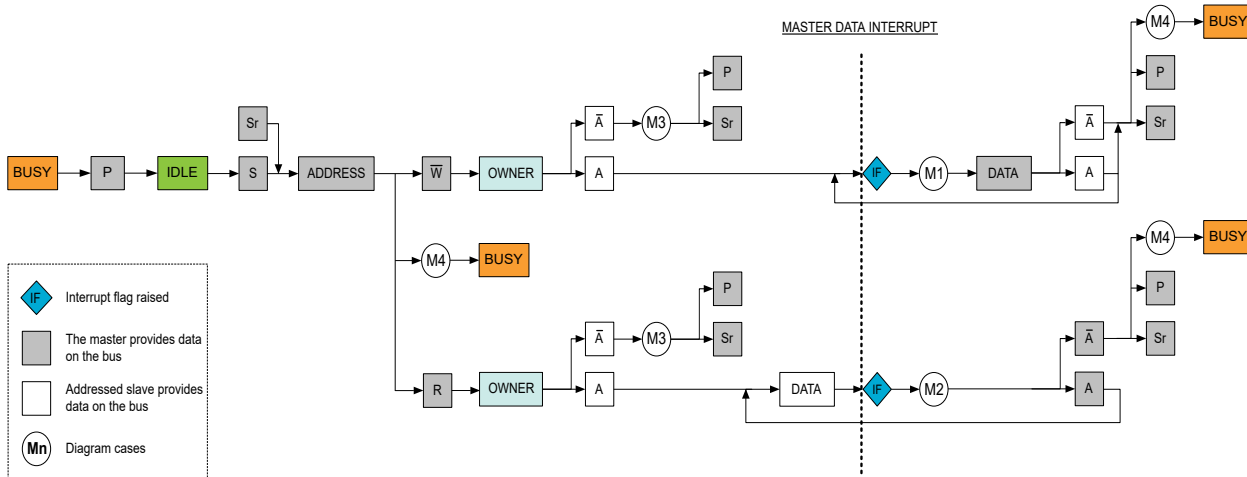 MASTER DATA INTERRUPT
M4 BUSY
P P
Sr A̅ M3 Sr A̅ Sr
BUSY P IDLE S ADDRESS W̅ OWNER A IF M1 DATA A
M4 BUSY
M4 BUSY
P P
A̅ M3 Sr A̅ Sr
R OWNER A DATA IF M2 A
IF Interrupt flag raised
The master provides data
on the bus
Addressed slave provides
data on the bus
Mn Diagram cases